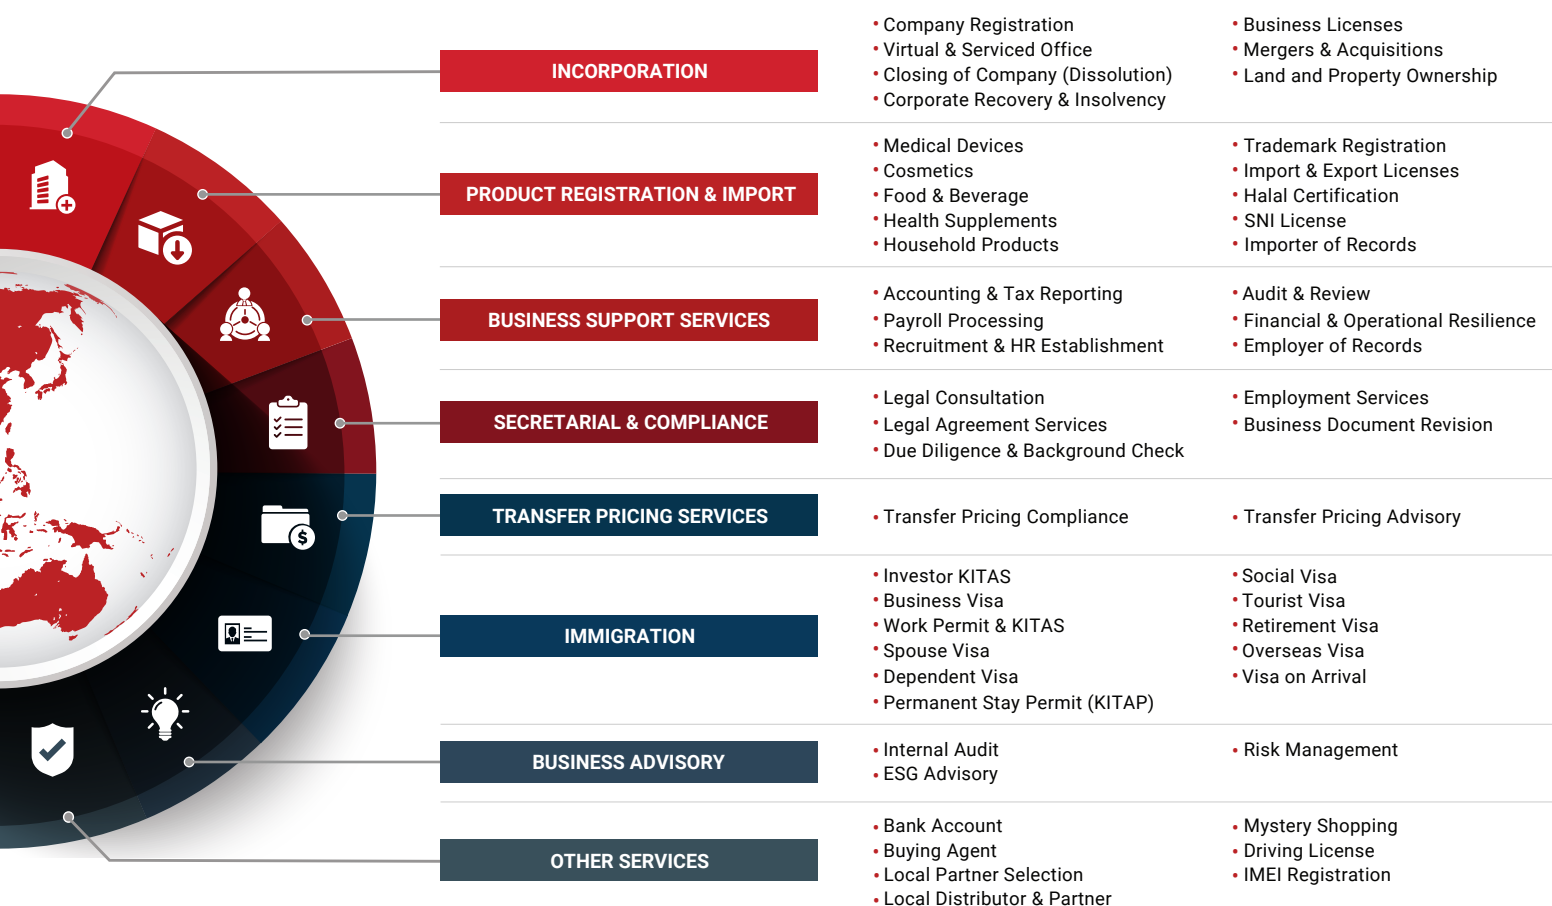 INCORPORATION
• Company Registration
• Virtual & Serviced Office
• Closing of Company (Dissolution)
• Corporate Recovery & Insolvency
• Business Licenses
• Mergers & Acquisitions
• Land and Property Ownership
PRODUCT REGISTRATION & IMPORT
• Medical Devices
• Cosmetics
• Food & Beverage
• Health Supplements
• Household Products
• Trademark Registration
• Import & Export Licenses
• Halal Certification
• SNI License
• Importer of Records
BUSINESS SUPPORT SERVICES
• Accounting & Tax Reporting
• Payroll Processing
• Recruitment & HR Establishment
• Audit & Review
• Financial & Operational Resilience
• Employer of Records
SECRETARIAL & COMPLIANCE
• Legal Consultation
• Legal Agreement Services
• Due Diligence & Background Check
• Employment Services
• Business Document Revision
$
TRANSFER PRICING SERVICES
• Transfer Pricing Compliance
• Transfer Pricing Advisory
IMMIGRATION
• Investor KITAS
• Business Visa
• Work Permit & KITAS
• Spouse Visa
• Dependent Visa
• Permanent Stay Permit (KITAP)
• Social Visa
• Tourist Visa
• Retirement Visa
• Overseas Visa
• Visa on Arrival
BUSINESS ADVISORY
• Internal Audit
• ESG Advisory
• Risk Management
OTHER SERVICES
• Bank Account
• Buying Agent
• Local Partner Selection
• Local Distributor & Partner
• Mystery Shopping
• Driving License
• IMEI Registration